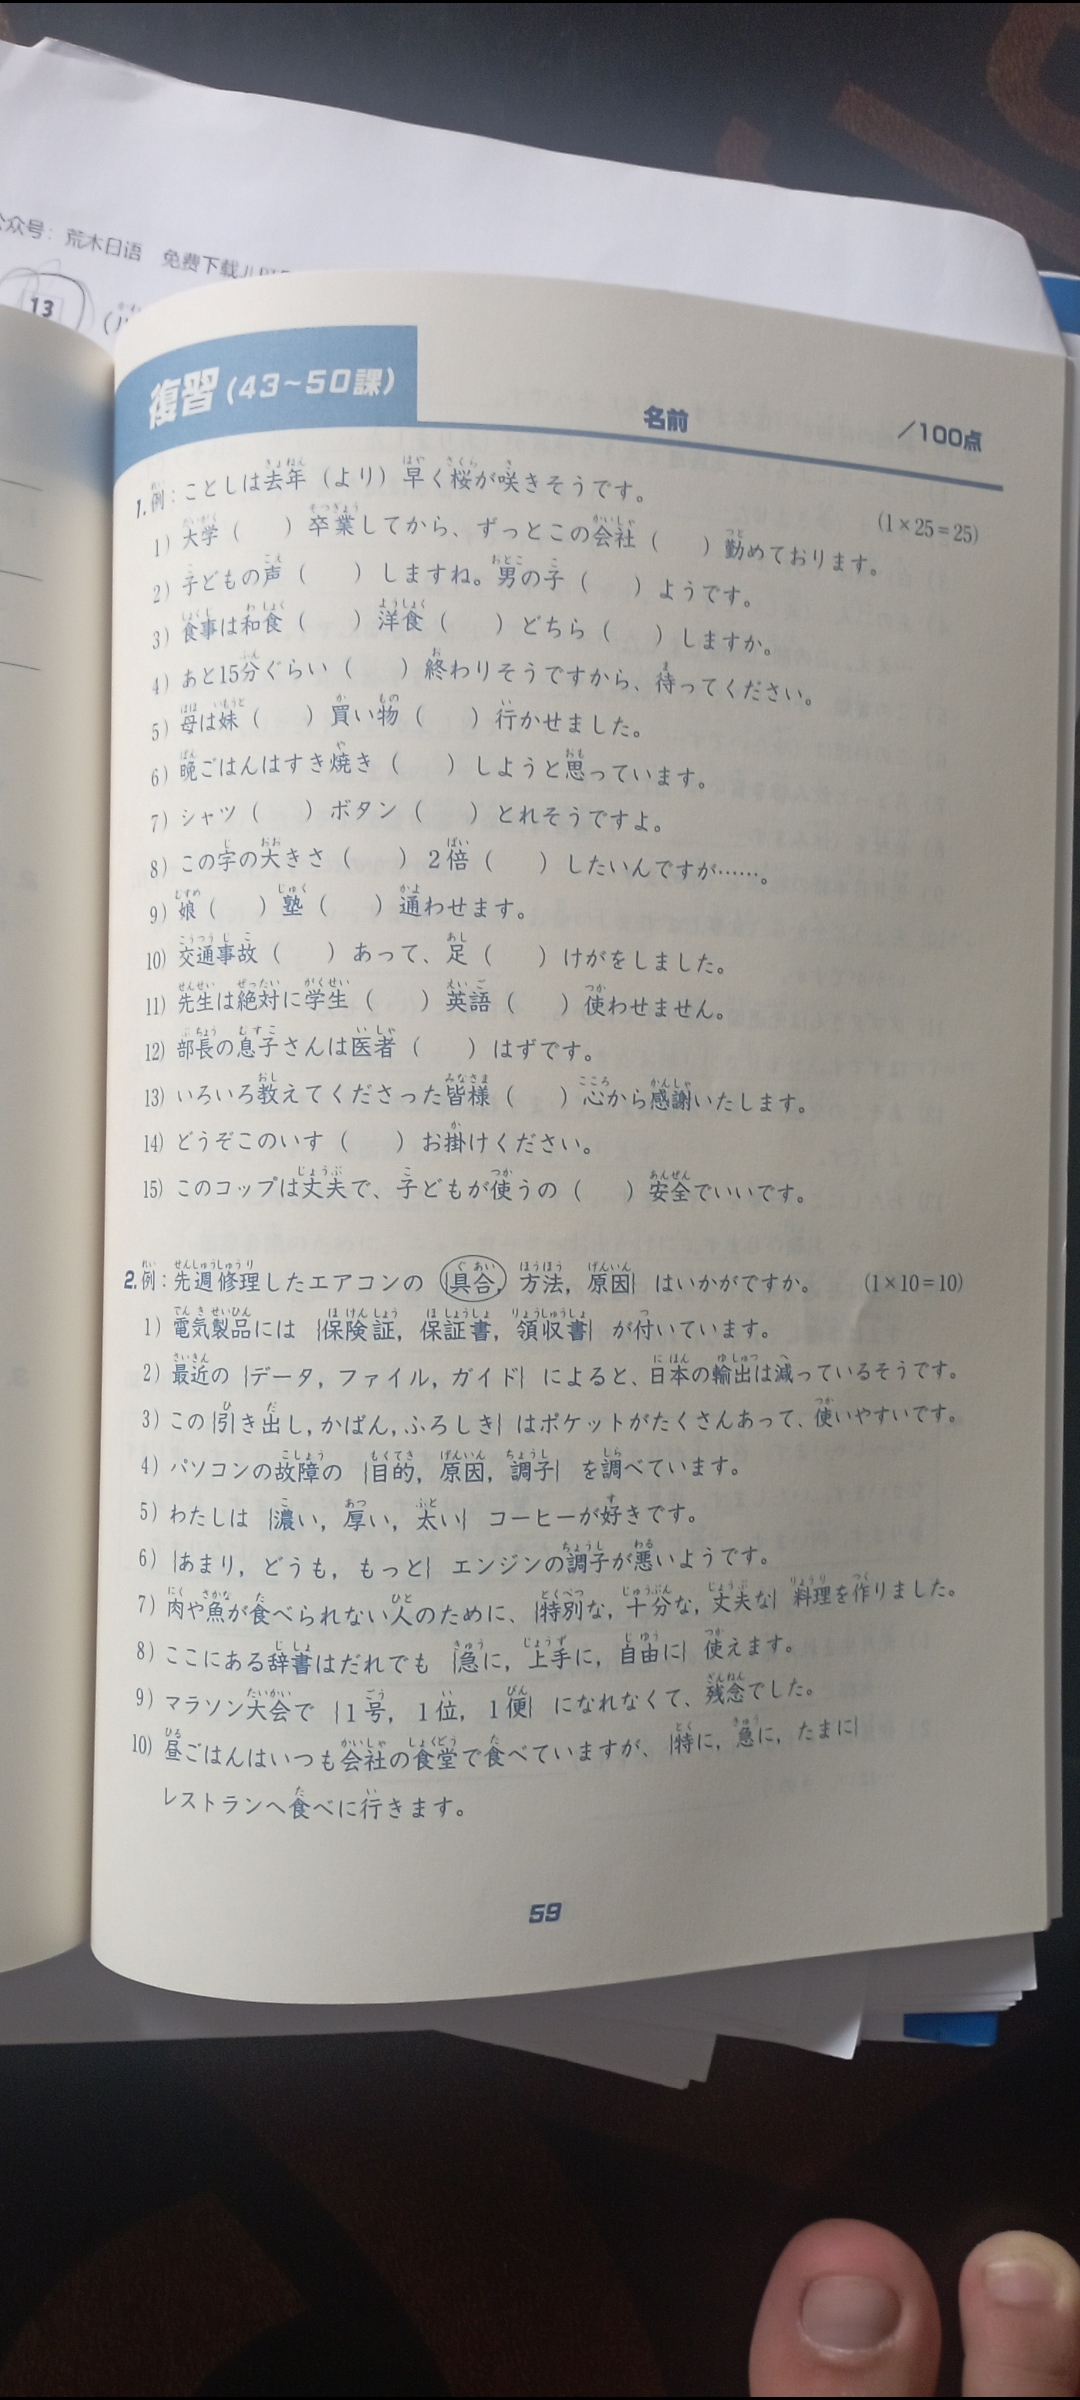 公众号：荒木日语　免费下载
13
復習(43～50課)
名前
／100点
1. 例：ことしは去年（より）早く桜が咲きそうです。
(1×25=25)
1) 大学（　　）卒業してから、ずっとこの会社（　　）勤めております。
2) 子どもの声（　　）しますね。男の子（　　）ようです。
3) 食事は和食（　　）洋食（　　）どちら（　　）しますか。
4) あと15分ぐらい（　　）終わりそうですから、待ってください。
5) 母は妹（　　）買い物（　　）行かせました。
6) 晩ごはんはすき焼き（　　）しようと思っています。
7) シャツ（　　）ボタン（　　）とれそうですよ。
8) この字の大きさ（　　）2倍（　　）したいんですが……。
9) 娘（　　）塾（　　）通わせます。
10) 交通事故（　　）あって、足（　　）けがをしました。
11) 先生は絶対に学生（　　）英語（　　）使わせません。
12) 部長の息子さんは医者（　　）はずです。
13) いろいろ教えてくださった皆様（　　）心から感謝いたします。
14) どうぞこのいす（　　）お掛けください。
15) このコップは丈夫で、子どもが使うの（　　）安全でいいです。
2. 例：先週修理したエアコンの {具合, 方法, 原因} はいかがですか。 (1×10=10)
1) 電気製品には {保険証, 保証書, 領収書} が付いています。
2) 最近の {データ, ファイル, ガイド} によると、日本の輸出は減っているそうです。
3) この {引き出し, かばん, ふろしき} はポケットがたくさんあって、使いやすいです。
4) パソコンの故障の {目的, 原因, 調子} を調べています。
5) わたしは {濃い, 厚い, 太い} コーヒーが好きです。
6) {あまり, どうも, もっと} エンジンの調子が悪いようです。
7) 肉や魚が食べられない人のために、{特別な, 十分な, 丈夫な} 料理を作りました。
8) ここにある辞書はだれでも {急に, 上手に, 自由に} 使えます。
9) マラソン大会で {1号, 1位, 1便} になれなくて、残念でした。
10) 昼ごはんはいつも会社の食堂で食べていますが、{特に, 急に, たまに}
レストランへ食べに行きます。
59